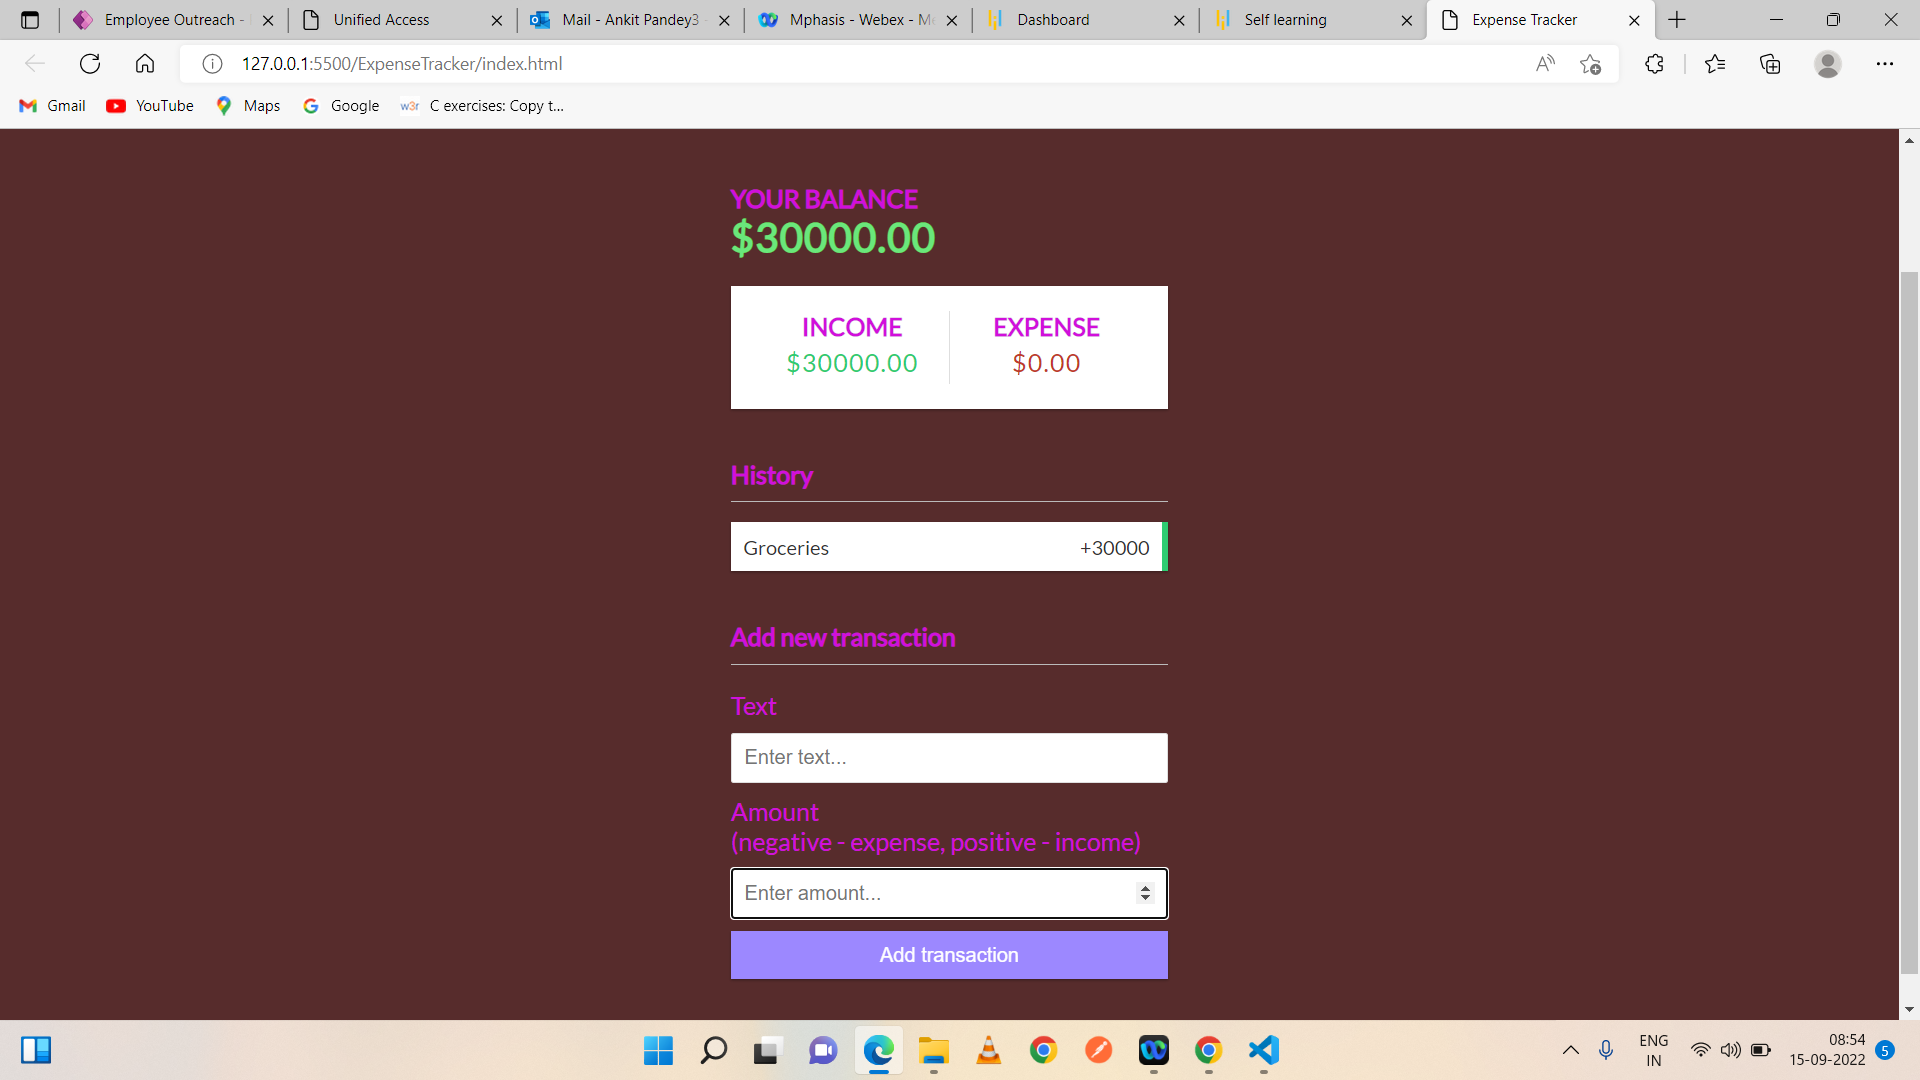 Employee Outreach -
Unified Access
Mail - Ankit Pandey3
Mphasis - Webex - M
Dashboard
Self learning
Expense Tracker
127.0.0.1:5500/ExpenseTracker/index.html
Gmail
YouTube
Maps
Google
w3r
C exercises: Copy t...
YOUR BALANCE
$30000.00
INCOME
EXPENSE
$30000.00
$0.00
History
Groceries
+30000
Add new transaction
Text
Enter text...
Amount
(negative - expense, positive - income)
Enter amount...
Add transaction
ENG
IN
08:54
15-09-2022
5